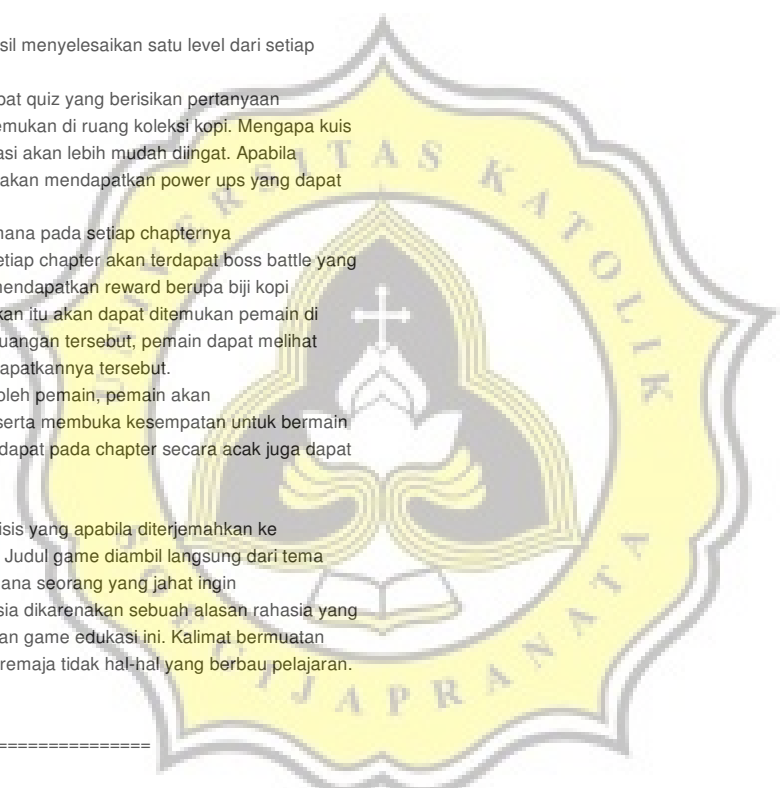 sil menyelesaikan satu level dari setiap
pat quiz yang berisikan pertanyaan
emukan di ruang koleksi kopi. Mengapa kuis
asi akan lebih mudah diingat. Apabila
akan mendapatkan power ups yang dapat
nana pada setiap chapternya
etiap chapter akan terdapat boss battle yang
mendapatkan reward berupa biji kopi
kan itu akan dapat ditemukan pemain di
uangan tersebut, pemain dapat melihat
apatkannya tersebut.
oleh pemain, pemain akan
serta membuka kesempatan untuk bermain
dapat pada chapter secara acak juga dapat
isis yang apabila diterjemahkan ke
Judul game diambil langsung dari tema
ana seorang yang jahat ingin
sia dikarenakan sebuah alasan rahasia yang
an game edukasi ini. Kalimat bermuatan
remaja tidak hal-hal yang berbau pelajaran.
===============
UNIVERSITAS KATOLIK
SOEGIJAPRANATA